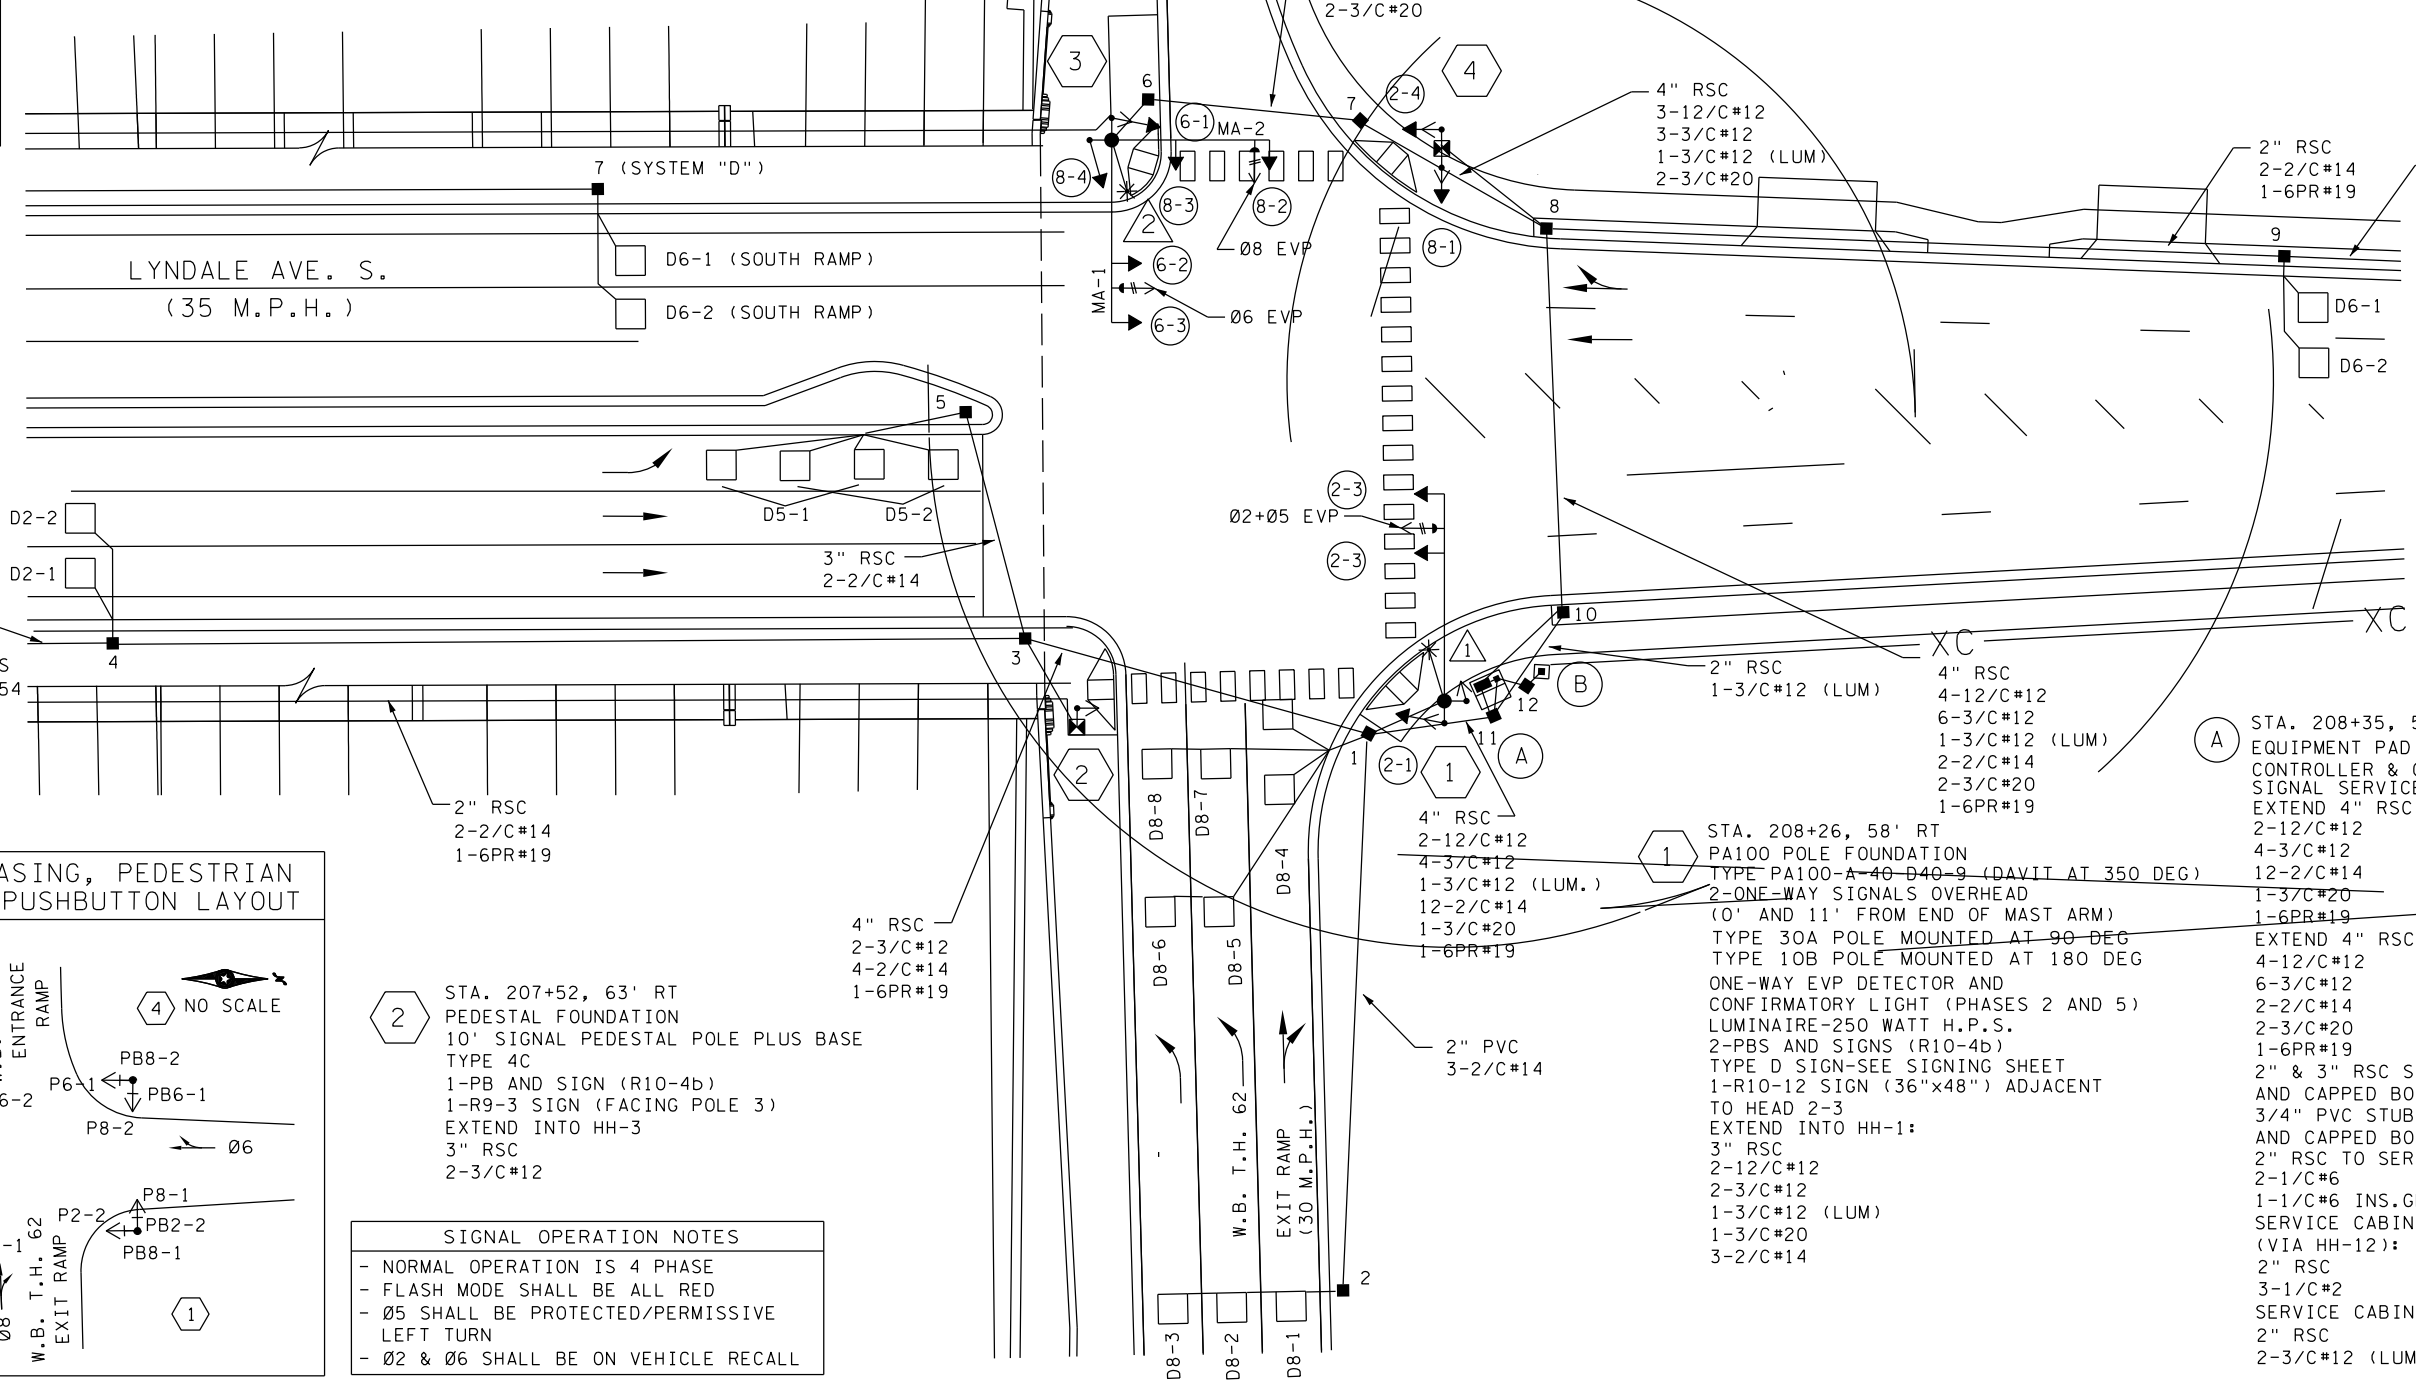 2-3/C#20
3
4
6
7
2-4
6-1
MA-2
4" RSC
3-12/C#12
3-3/C#12
1-3/C#12 (LUM)
2-3/C#20
2" RSC
2-2/C#14
1-6PR#19
7 (SYSTEM "D")
8-4
8-3
8-2
2
8
9
8-1
Ø8 EVP
LYNDALE AVE. S.
(35 M.P.H.)
D6-1 (SOUTH RAMP)
D6-2 (SOUTH RAMP)
MA-1
6-2
6-3
Ø6 EVP
D6-1
D6-2
5
D5-1
D5-2
D2-2
D2-1
3" RSC
2-2/C#14
2-3
Ø2+Ø5 EVP
2-3
4
3
S
54
10
1
XC
XC
2" RSC
1-3/C#12 (LUM)
B
12
11
A
1
2-1
1
2
4" RSC
4-12/C#12
6-3/C#12
1-3/C#12 (LUM)
2-2/C#14
2-3/C#20
1-6PR#19
2" RSC
2-2/C#14
1-6PR#19
D8-8
D8-7
D8-4
D8-6
D8-5
4" RSC
2-12/C#12
4-3/C#12
1-3/C#12 (LUM.)
12-2/C#14
1-3/C#20
1-6PR#19
4" RSC
2-3/C#12
4-2/C#14
1-6PR#19
2" PVC
3-2/C#14
W.B. T.H. 62
EXIT RAMP
(30 M.P.H.)
2
D8-3
D8-2
D8-1
1
STA. 208+26, 58' RT
PA100 POLE FOUNDATION
TYPE PA100-A-40-D40-9 (DAVIT AT 350 DEG)
2-ONE-WAY SIGNALS OVERHEAD
(0' AND 11' FROM END OF MAST ARM)
TYPE 30A POLE MOUNTED AT 90 DEG
TYPE 10B POLE MOUNTED AT 180 DEG
ONE-WAY EVP DETECTOR AND
CONFIRMATORY LIGHT (PHASES 2 AND 5)
LUMINAIRE-250 WATT H.P.S.
2-PBS AND SIGNS (R10-4b)
TYPE D SIGN-SEE SIGNING SHEET
1-R10-12 SIGN (36"x48") ADJACENT
TO HEAD 2-3
EXTEND INTO HH-1:
3" RSC
2-12/C#12
2-3/C#12
1-3/C#12 (LUM)
1-3/C#20
3-2/C#14
A
STA. 208+35, 5
EQUIPMENT PAD
CONTROLLER & C
SIGNAL SERVICE
EXTEND 4" RSC
2-12/C#12
4-3/C#12
12-2/C#14
1-3/C#20
1-6PR#19
EXTEND 4" RSC
4-12/C#12
6-3/C#12
2-2/C#14
2-3/C#20
1-6PR#19
2" & 3" RSC S
AND CAPPED BO
3/4" PVC STUB
AND CAPPED BO
2" RSC TO SER
2-1/C#6
1-1/C#6 INS.G
SERVICE CABIN
(VIA HH-12):
2" RSC
3-1/C#2
SERVICE CABIN
2" RSC
2-3/C#12 (LUM
2
STA. 207+52, 63' RT
PEDESTAL FOUNDATION
10' SIGNAL PEDESTAL POLE PLUS BASE
TYPE 4C
1-PB AND SIGN (R10-4b)
1-R9-3 SIGN (FACING POLE 3)
EXTEND INTO HH-3
3" RSC
2-3/C#12
SIGNAL OPERATION NOTES
- NORMAL OPERATION IS 4 PHASE
- FLASH MODE SHALL BE ALL RED
- Ø5 SHALL BE PROTECTED/PERMISSIVE
LEFT TURN
- Ø2 & Ø6 SHALL BE ON VEHICLE RECALL
ASING, PEDESTRIAN
PUSHBUTTON LAYOUT
ENTRANCE
RAMP
4
NO SCALE
PB8-2
P6-1
PB6-1
6-2
P8-2
Ø6
P8-1
P2-2
PB2-2
PB8-1
-1
Ø8
W.B. T.H. 62
EXIT RAMP
1